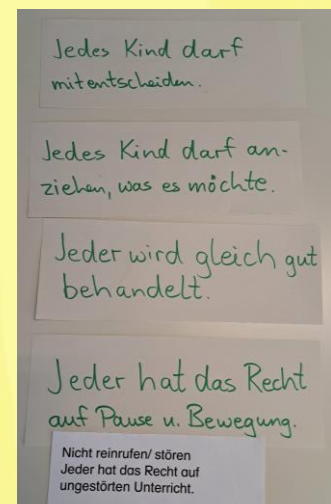 Jedes Kind darf
mitentscheiden.
Jedes Kind darf an-
ziehen, was es möchte.
Jeder wird gleich gut
behandelt.
Jeder hat das Recht
auf Pause u. Bewegung.
Nicht reinrufen/ stören
Jeder hat das Recht auf
ungestörten Unterricht.